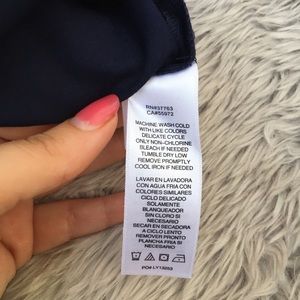 RN#37763
CA#55972
MACHINE WASH COLD
WITH LIKE COLORS
DELICATE CYCLE
ONLY NON-CHLORINE
BLEACH IF NEEDED
TUMBLE DRY LOW
REMOVE PROMPTLY
COOL IRON IF NEEDED
LAVAR EN LAVADORA
CON AGUA FRIA CON
COLORES SIMILARES
CICLO DELICADO
SOLAMENTE
BLANQUEADOR
SIN CLORO SI
NECESARIO
SECAR EN SECADORA
A CICLO LENTO
REMOVER PRONTO
PLANCHA FRIA SI
NECESARIO
PO# LY13253